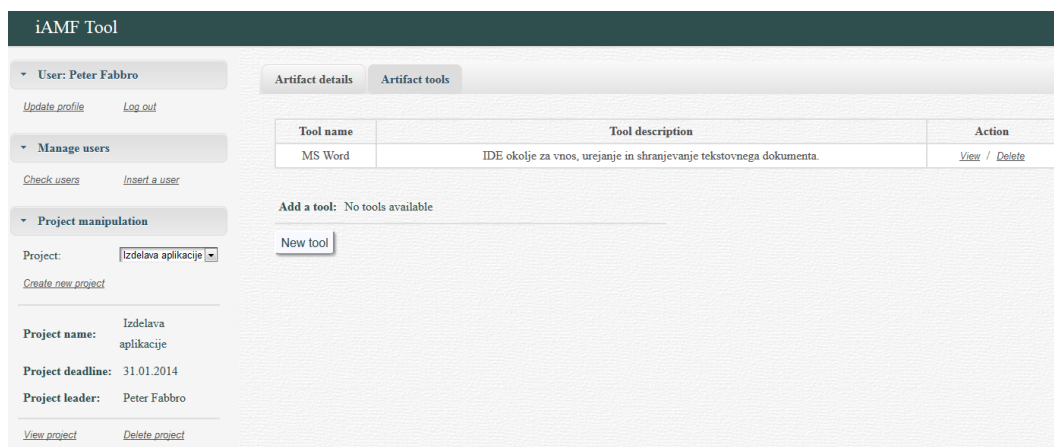 iAMF Tool
User: Peter Fabbro
Update profile Log out
Manage users
Check users Insert a user
Project manipulation
Project: Izdelava aplikacije
Create new project
Project name: Izdelava
aplikacije
Project deadline: 31.01.2014
Project leader: Peter Fabbro
View project Delete project
Artifact details Artifact tools
Tool name Tool description Action
MS Word IDE okolje za vnos, urejanje in shranjevanje tekstovnega dokumenta. View / Delete
Add a tool: No tools available
New tool